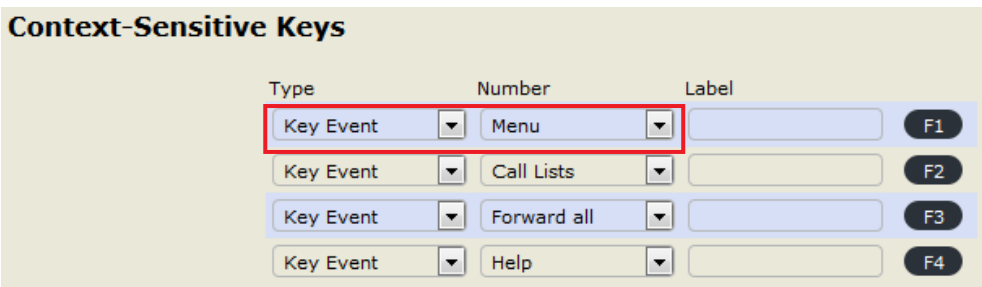 Context-Sensitive Keys
Type Number Label
Key Event Menu F1
Key Event Call Lists F2
Key Event Forward all F3
Key Event Help F4